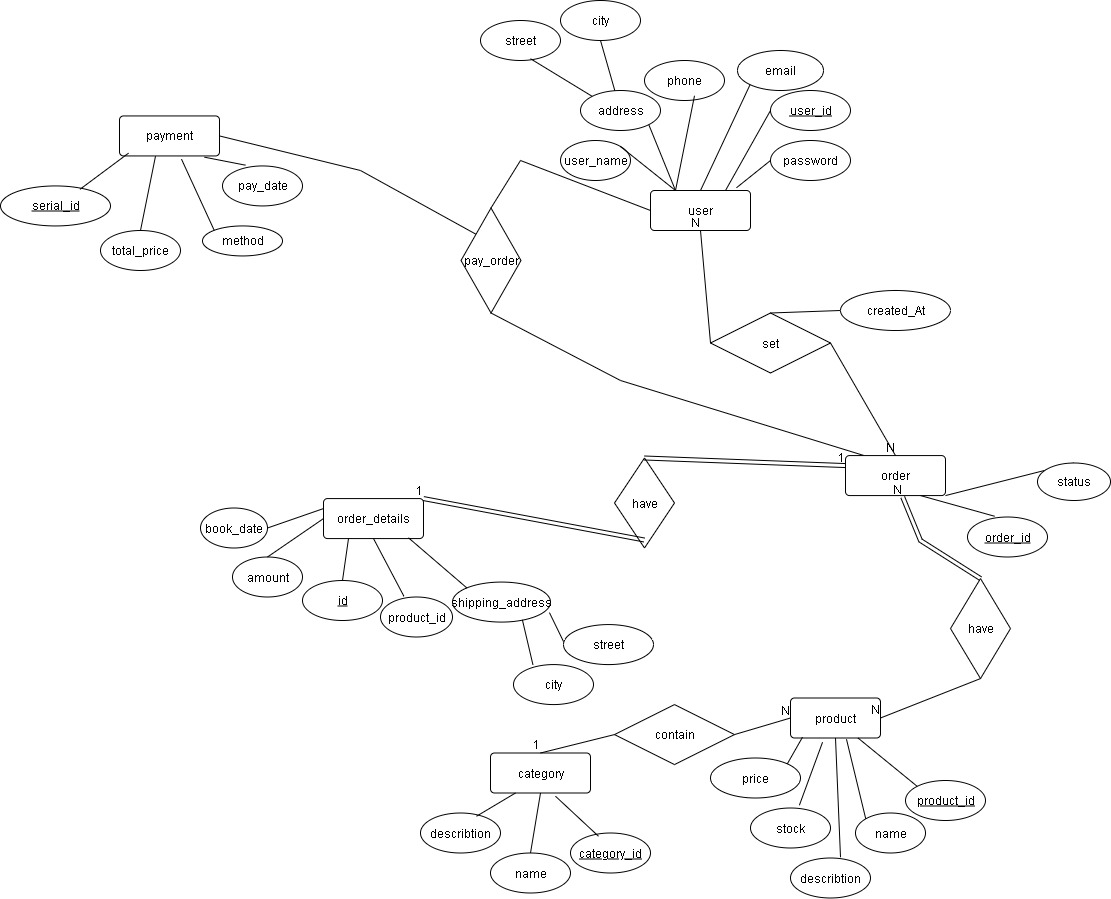 city
street
email
phone
address
user_id
payment
user_name
password
pay_date
serial_id
user
N
method
total_price
pay_order
created_At
set
N
1
order
status
N
1
have
order_details
book_date
order_id
amount
id
shipping_address
product_id
have
street
city
N
N
product
contain
1
category
price
product_id
stock
name
describtion
category_id
name
describtion